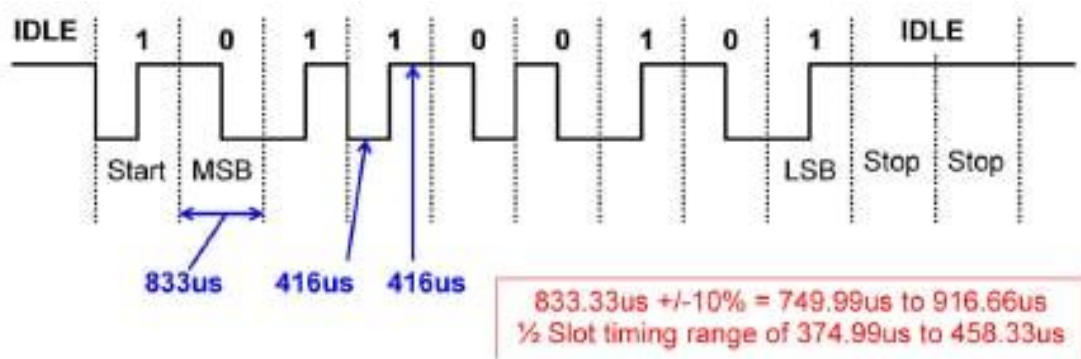 IDLE 1 0 1 1 0 0 1 0 1 IDLE
Start MSB LSB Stop Stop
833us 416us 416us
833.33us +/-10% = 749.99us to 916.66us
½ Slot timing range of 374.99us to 458.33us